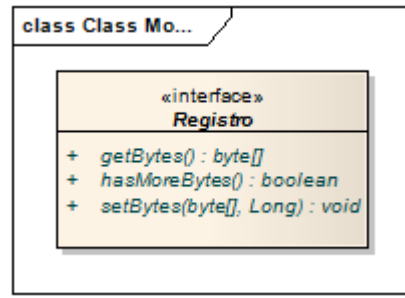 class Class Mo...
«interface»
Registro
+ getBytes() : byte[]
+ hasMoreBytes() : boolean
+ setBytes(byte[], Long) : void